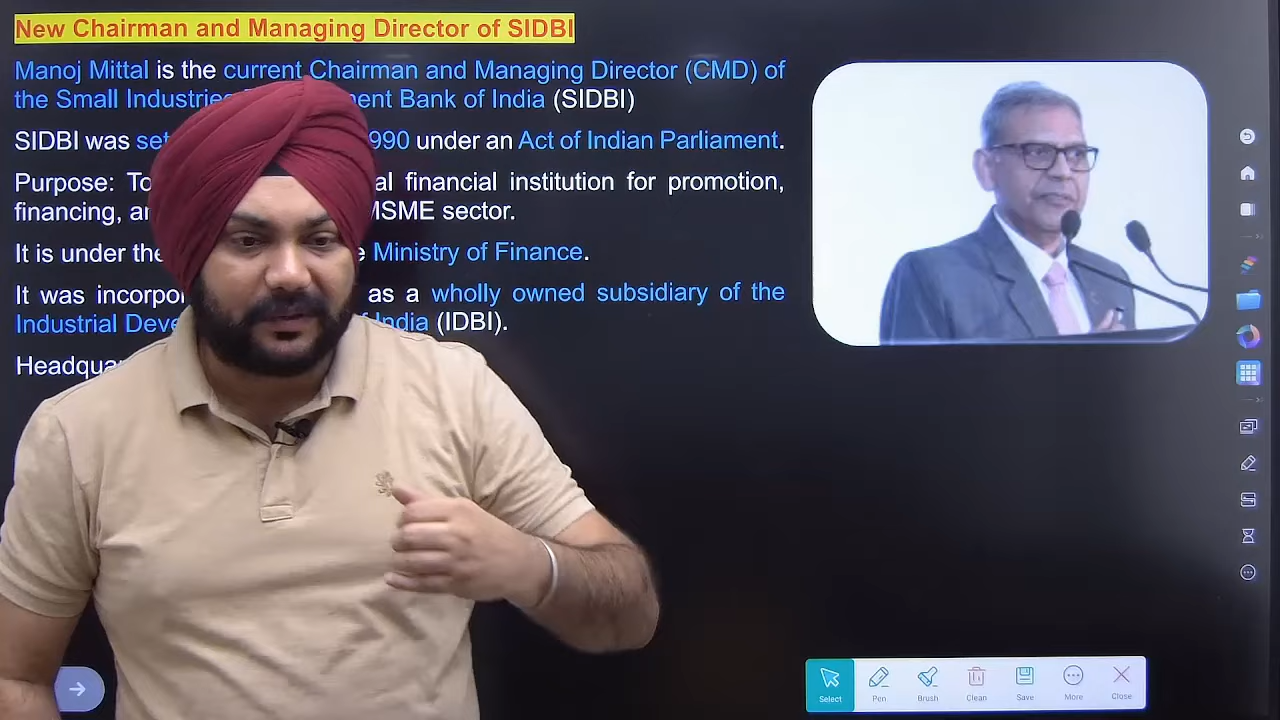 New Chairman and Managing Director of SIDBI
Manoj Mittal is the current Chairman and Managing Director (CMD) of
the Small Industries ment Bank of India (SIDBI)
SIDBI was set 1990 under an Act of Indian Parliament.
Purpose: To al financial institution for promotion,
financing, an MSME sector.
It is under the Ministry of Finance.
It was incorpor as a wholly owned subsidiary of the
Industrial Deve of India (IDBI).
Headqua
Select Pen Brush Clean Save More Close